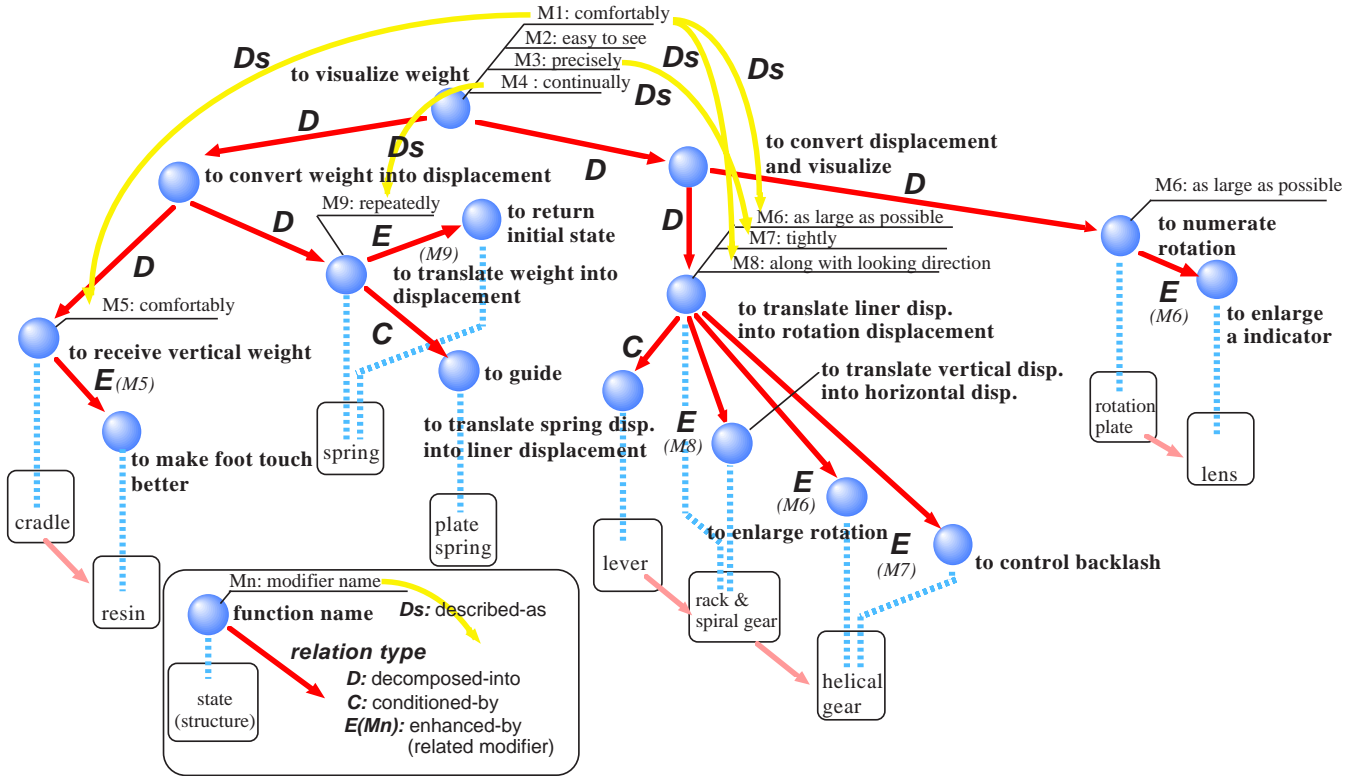 M1: comfortably
M2: easy to see
M3: precisely
M4 : continually
to visualize weight
Ds
Ds
Ds
Ds
Ds
D
D
to convert displacement
and visualize
to convert weight into displacement
D
M6: as large as possible
M9: repeatedly
to return
initial state
E
(M9)
D
D
D
M6: as large as possible
M7: tightly
M8: along with looking direction
to numerate
rotation
to translate weight into
displacement
E
(M6)
M5: comfortably
C
to translate liner disp.
into rotation displacement
to enlarge
a indicator
to receive vertical weight
C
E(M5)
to guide
to translate vertical disp.
into horizontal disp.
to translate spring disp.
into liner displacement
E
(M8)
rotation
plate
spring
lens
to make foot touch
better
E
(M6)
cradle
plate
spring
to enlarge rotation
E
(M7)
lever
to control backlash
resin
rack &
spiral gear
helical
gear
Mn: modifier name
function name
Ds: described-as
relation type
D: decomposed-into
C: conditioned-by
E(Mn): enhanced-by
(related modifier)
state
(structure)